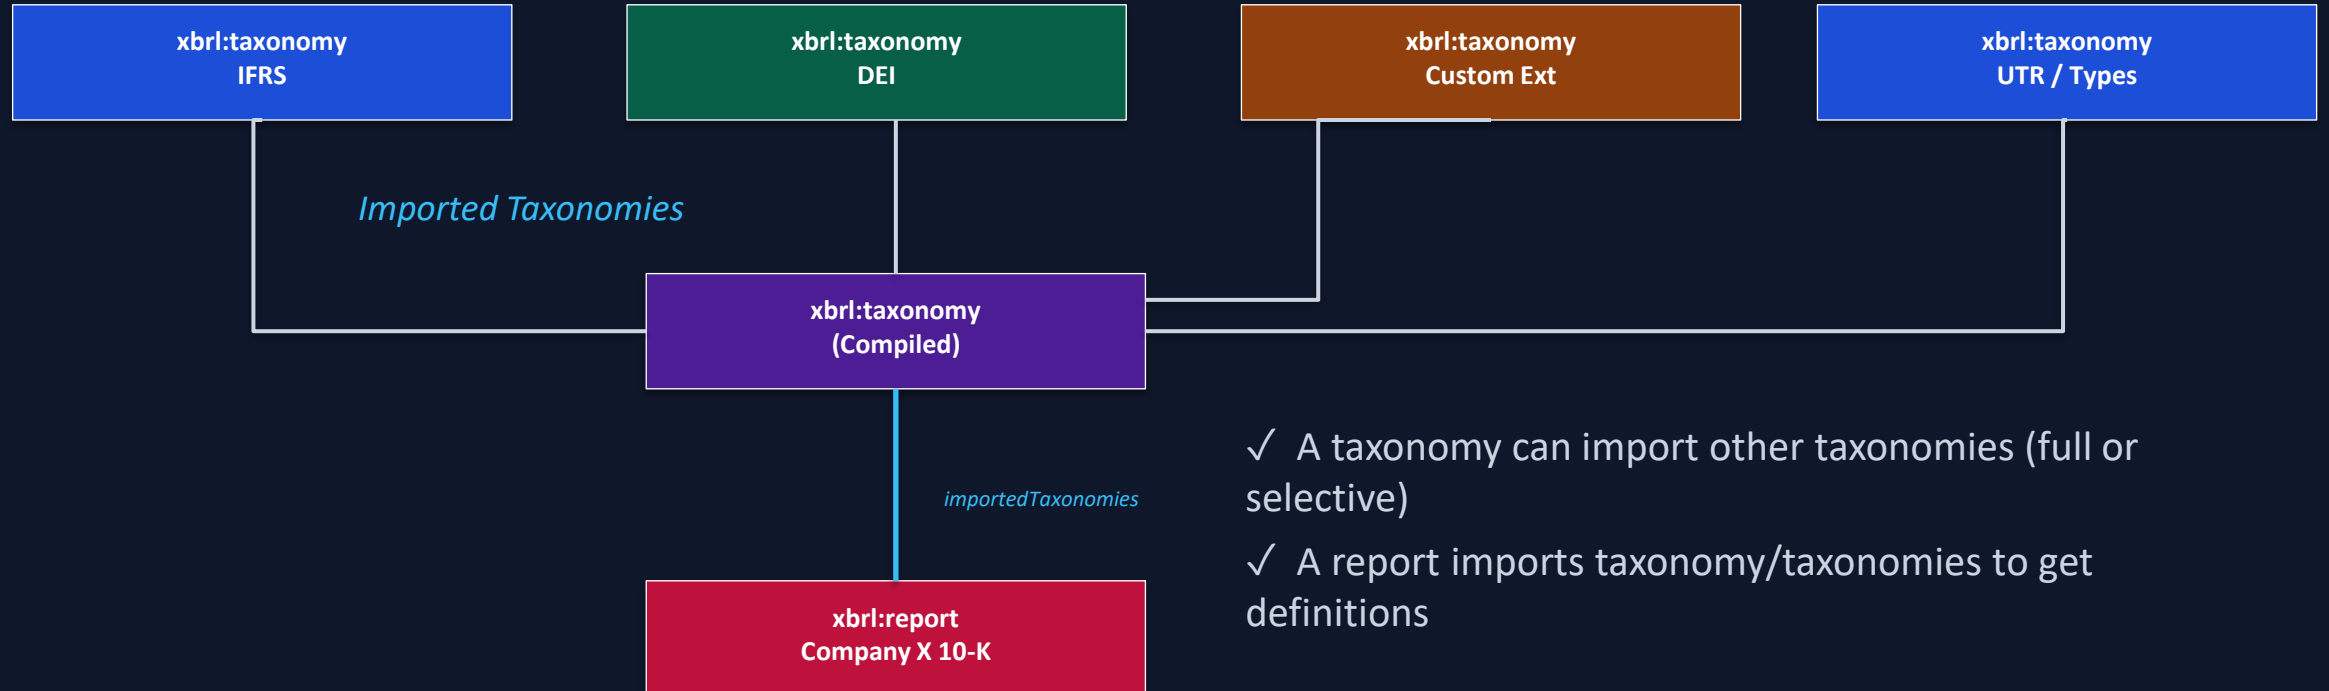 xbrl:taxonomy
IFRS
xbrl:taxonomy
DEI
xbrl:taxonomy
Custom Ext
xbrl:taxonomy
UTR / Types
Imported Taxonomies
xbrl:taxonomy
(Compiled)
importedTaxonomies
✓ A taxonomy can import other taxonomies (full or
selective)
✓ A report imports taxonomy/taxonomies to get
definitions
xbrl:report
Company X 10-K